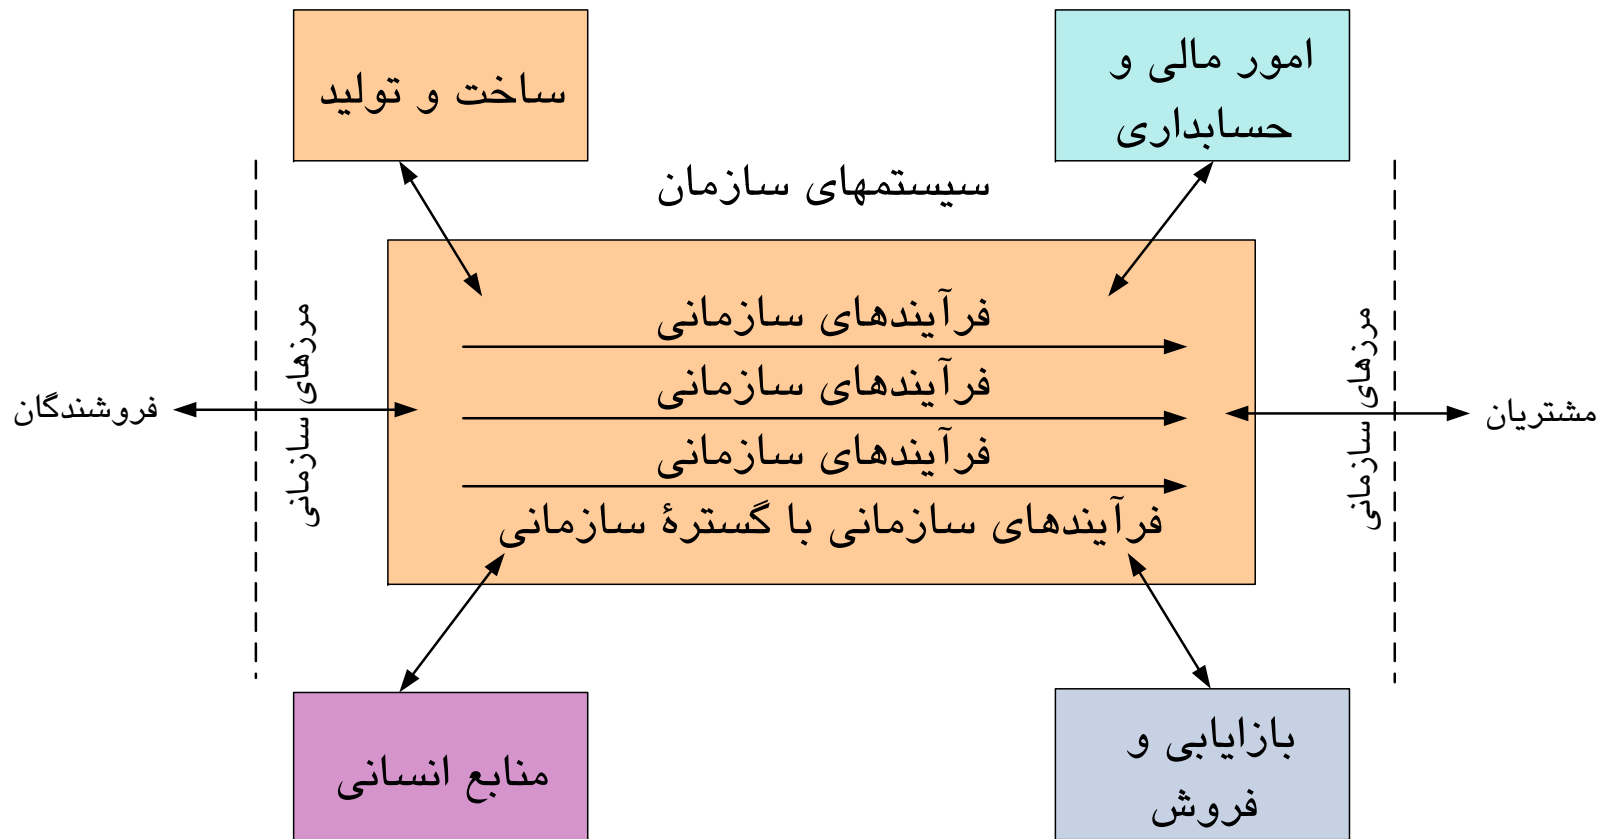 امور مالی و
حسابداری
ساخت و تولید
سیستمهای سازمان
فرآیندهای سازمانی
فرآیندهای سازمانی
فرآیندهای سازمانی
فرآیندهای سازمانی با گسترۀ سازمانی
مرزهای سازمانی
مرزهای سازمانی
مشتریان
فروشندگان
بازایابی و
فروش
منابع انسانی